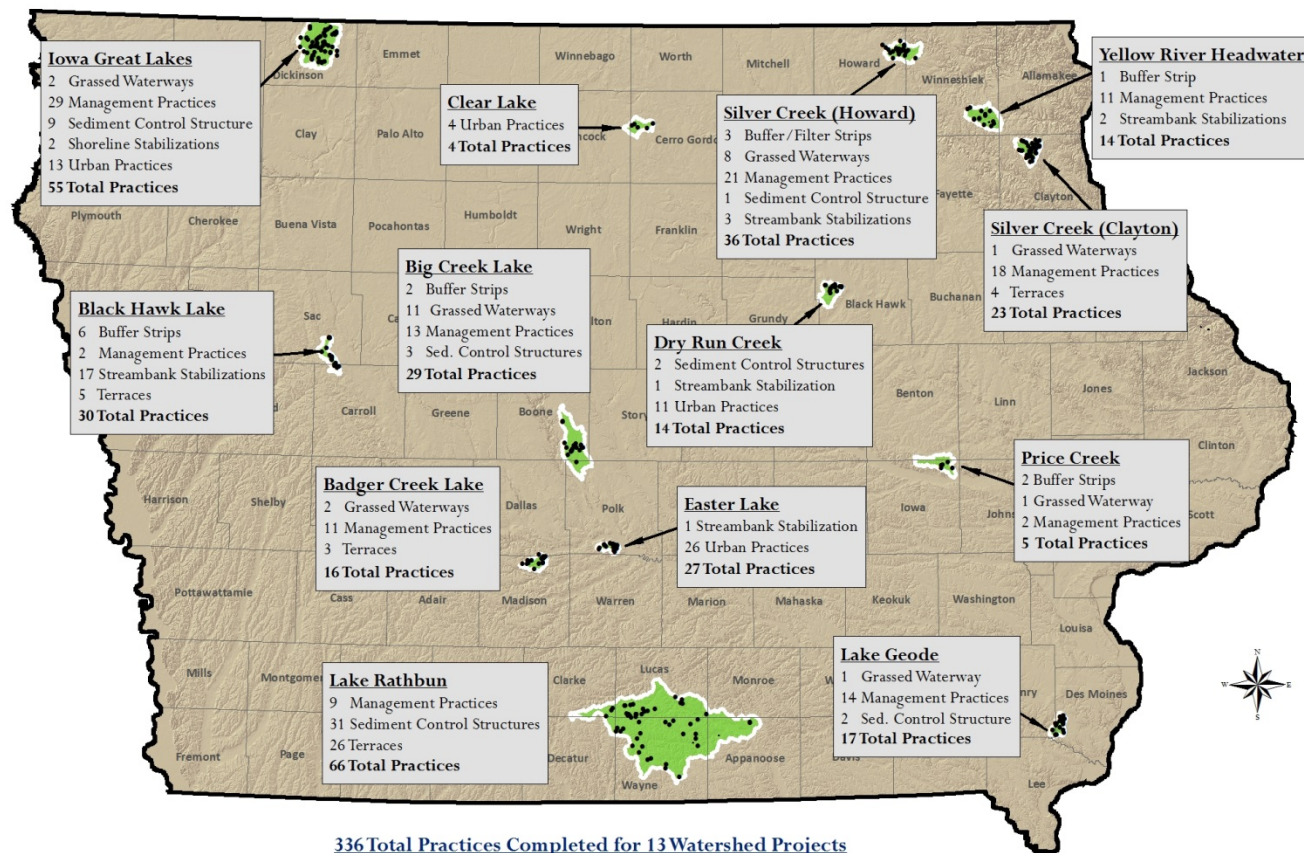 Iowa Great Lakes
2 Grassed Waterways
29 Management Practices
9 Sediment Control Structure
2 Shoreline Stabilizations
13 Urban Practices
55 Total Practices
Clear Lake
4 Urban Practices
4 Total Practices
Silver Creek (Howard)
3 Buffer/Filter Strips
8 Grassed Waterways
21 Management Practices
1 Sediment Control Structure
3 Streambank Stabilizations
36 Total Practices
Yellow River Headwater
1 Buffer Strip
11 Management Practices
2 Streambank Stabilizations
14 Total Practices
Silver Creek (Clayton)
1 Grassed Waterways
18 Management Practices
4 Terraces
23 Total Practices
Black Hawk Lake
6 Buffer Strips
2 Management Practices
17 Streambank Stabilizations
5 Terraces
30 Total Practices
Big Creek Lake
2 Buffer Strips
11 Grassed Waterways
13 Management Practices
3 Sed. Control Structures
29 Total Practices
Dry Run Creek
2 Sediment Control Structures
1 Streambank Stabilization
11 Urban Practices
14 Total Practices
Badger Creek Lake
2 Grassed Waterways
11 Management Practices
3 Terraces
16 Total Practices
Easter Lake
1 Streambank Stabilization
26 Urban Practices
27 Total Practices
Price Creek
2 Buffer Strips
1 Grassed Waterway
2 Management Practices
5 Total Practices
Lake Rathbun
9 Management Practices
31 Sediment Control Structures
26 Terraces
66 Total Practices
Lake Geode
1 Grassed Waterway
14 Management Practices
2 Sed. Control Structure
17 Total Practices
Dickinson
Emmet
Winnebago
Worth
Mitchell
Howard
Winneshiek
Allamakee
Clay
Palo Alto
ncock
Cerro Gordo
Fayette
Clayton
Plymouth
Cherokee
Buena Vista
Pocahontas
Humboldt
Wright
Franklin
Black Hawk
Buchanan
Sac
Ca
lton
Hardin
Grundy
Jackson
d
Carroll
Greene
Boone
Story
Benton
Linn
Jones
Clinton
Harrison
Shelby
Dallas
Polk
Iowa
Johns
Scott
Pottawattamie
Cass
Adair
Madison
Warren
Marion
Mahaska
Keokuk
Washington
Louisa
Mills
Montgome
Clarke
Lucas
Monroe
W
nry
Des Moines
Fremont
Page
Decatur
Wayne
Appanoose
Davis
Lee
N
W
E
S
336 Total Practices Completed for 13 Watershed Projects